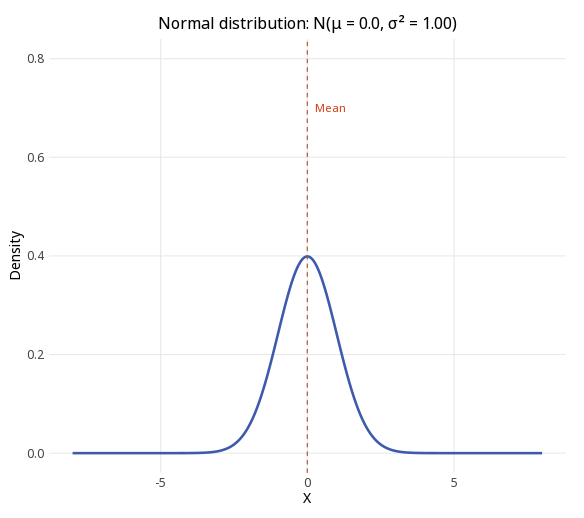 Normal distribution: N(μ = 0.0, σ² = 1.00)
0.8
Mean
0.6
Density
0.4
0.2
0.0
-5
0
5
X